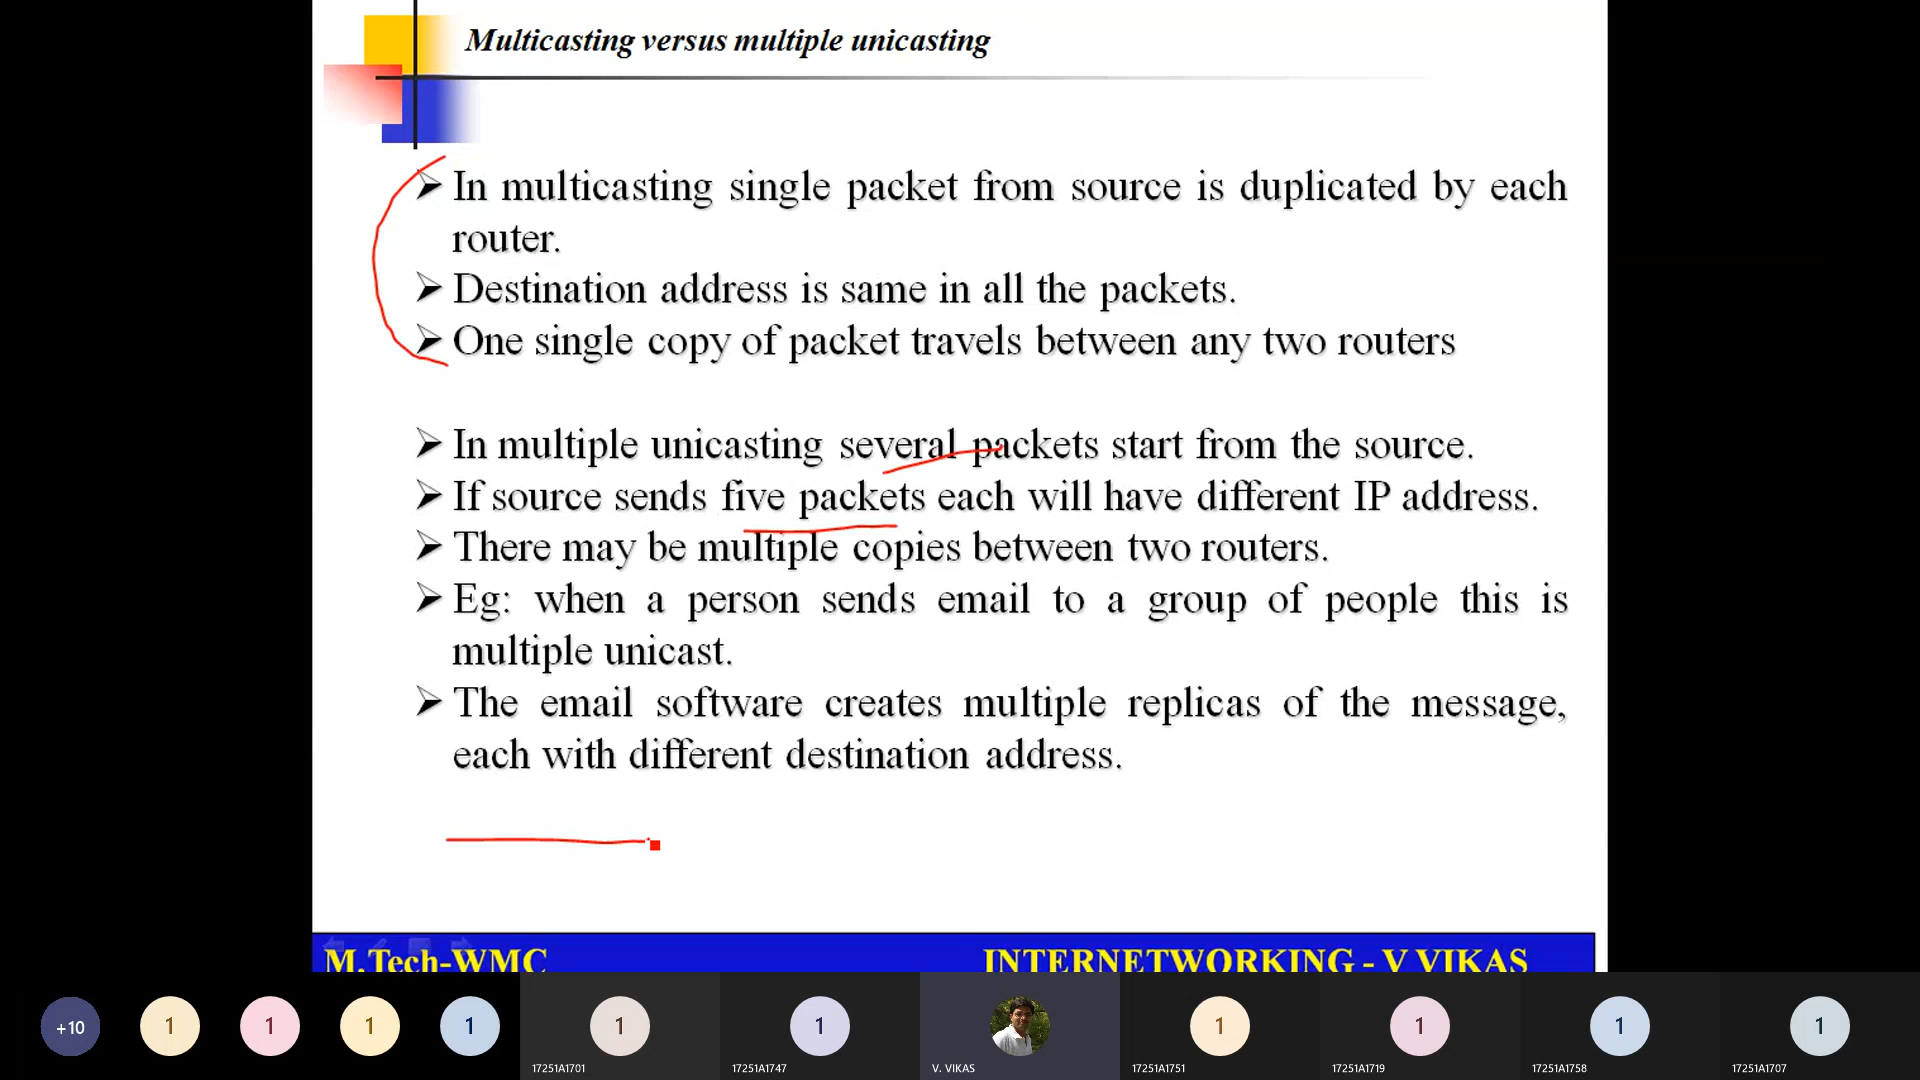 Multicasting versus multiple unicasting
➢ In multicasting single packet from source is duplicated by each
router.
➢ Destination address is same in all the packets.
➢ One single copy of packet travels between any two routers
➢ In multiple unicasting several packets start from the source.
➢ If source sends five packets each will have different IP address.
➢ There may be multiple copies between two routers.
➢ Eg: when a person sends email to a group of people this is
multiple unicast.
➢ The email software creates multiple replicas of the message,
each with different destination address.
M.Tech-WMC INTERNETWORKING - V VIKAS
+10 1 1 1 1 1 1 1 1 1 1
17251A1701 17251A1747 V. VIKAS 17251A1751 17251A1719 17251A1758 17251A1707